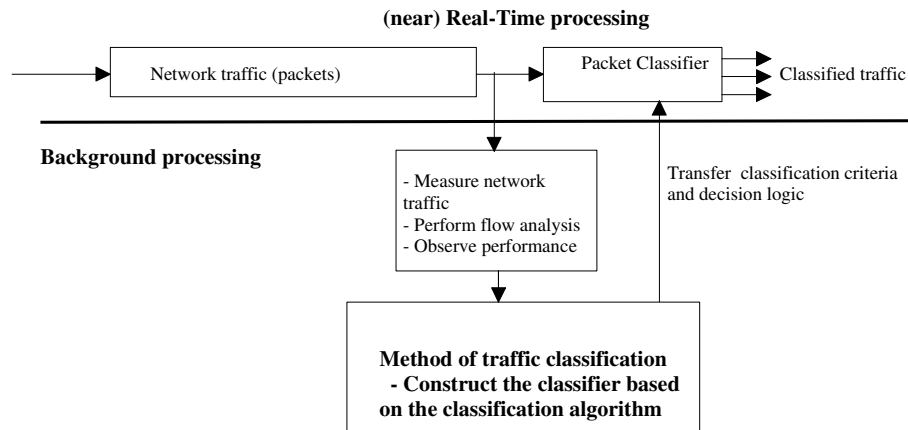 (near) Real-Time processing
Network traffic (packets)
Packet Classifier
Classified traffic
Background processing
- Measure network
traffic
- Perform flow analysis
- Observe performance
Transfer classification criteria
and decision logic
Method of traffic classification
- Construct the classifier based
on the classification algorithm